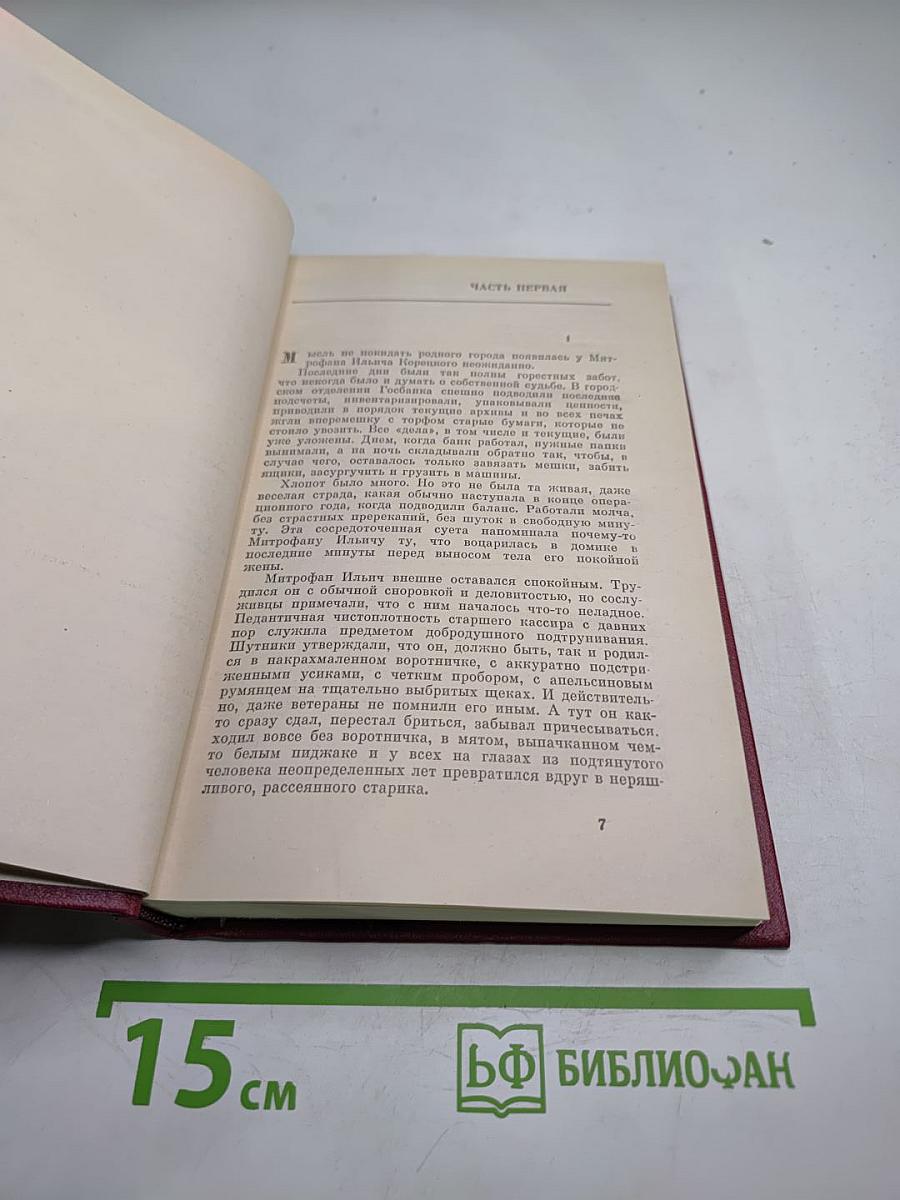 ЧАСТЬ ПЕРВАЯ
1
Мысль не покидать родного города появилась у Мит-
рофана Ильича Корецкого неожиданно.
Последние дни были так полны горестных забот,
что некогда было и думать о собственной судьбе. В город-
ском отделении Госбанка спешно подводили последние
подсчеты, инвентаризировали, упаковывали ценности,
приводили в порядок текущие архивы и во всех печах
жгли вперемешку с торфом старые бумаги, которые не
стоило увозить. Все «дела», в том числе и текущие, были
уже уложены. Днем, когда банк работал, нужные папки
вынимали, а на ночь складывали обратно так, чтобы, в
случае чего, оставалось только завязать мешки, забить
ящики, засургучить и грузить в машины.
Хлопот было много. Но это не была та живая, даже
веселая страда, какая обычно наступала в конце опера-
ционного года, когда подводили баланс. Работали молча,
без страстных пререканий, без шуток в свободную мину-
ту. Эта сосредоточенная суета напоминала почему-то
Митрофану Ильичу ту, что воцарилась в домике в
последние минуты перед выносом тела его покойной
жены.
Митрофан Ильич внешне оставался спокойным. Тру-
дился он с обычной сноровкой и деловитостью, но сослу-
живцы примечали, что с ним началось что-то неладное.
Педантичная чистоплотность старшего кассира с давних
пор служила предметом добродушного подтрунивания.
Шутники утверждали, что он, должно быть, так и родил-
ся в накрахмаленном воротничке, с аккуратно подстри-
женными усиками, с четким пробором, с апельсиновым
румянцем на тщательно выбритых щеках. И действитель-
но, даже ветераны не помнили его иным. А тут он как-
то сразу сдал, перестал бриться, забывал причесываться.
ходил вовсе без воротничка, в мятом, выпачканном чем-
то белым пиджаке и у всех на глазах из подтянутого
человека неопределенных лет превратился вдруг в неряш-
ливого, рассеянного старика.
7
15 см
ЬФ БИБЛИОФАН